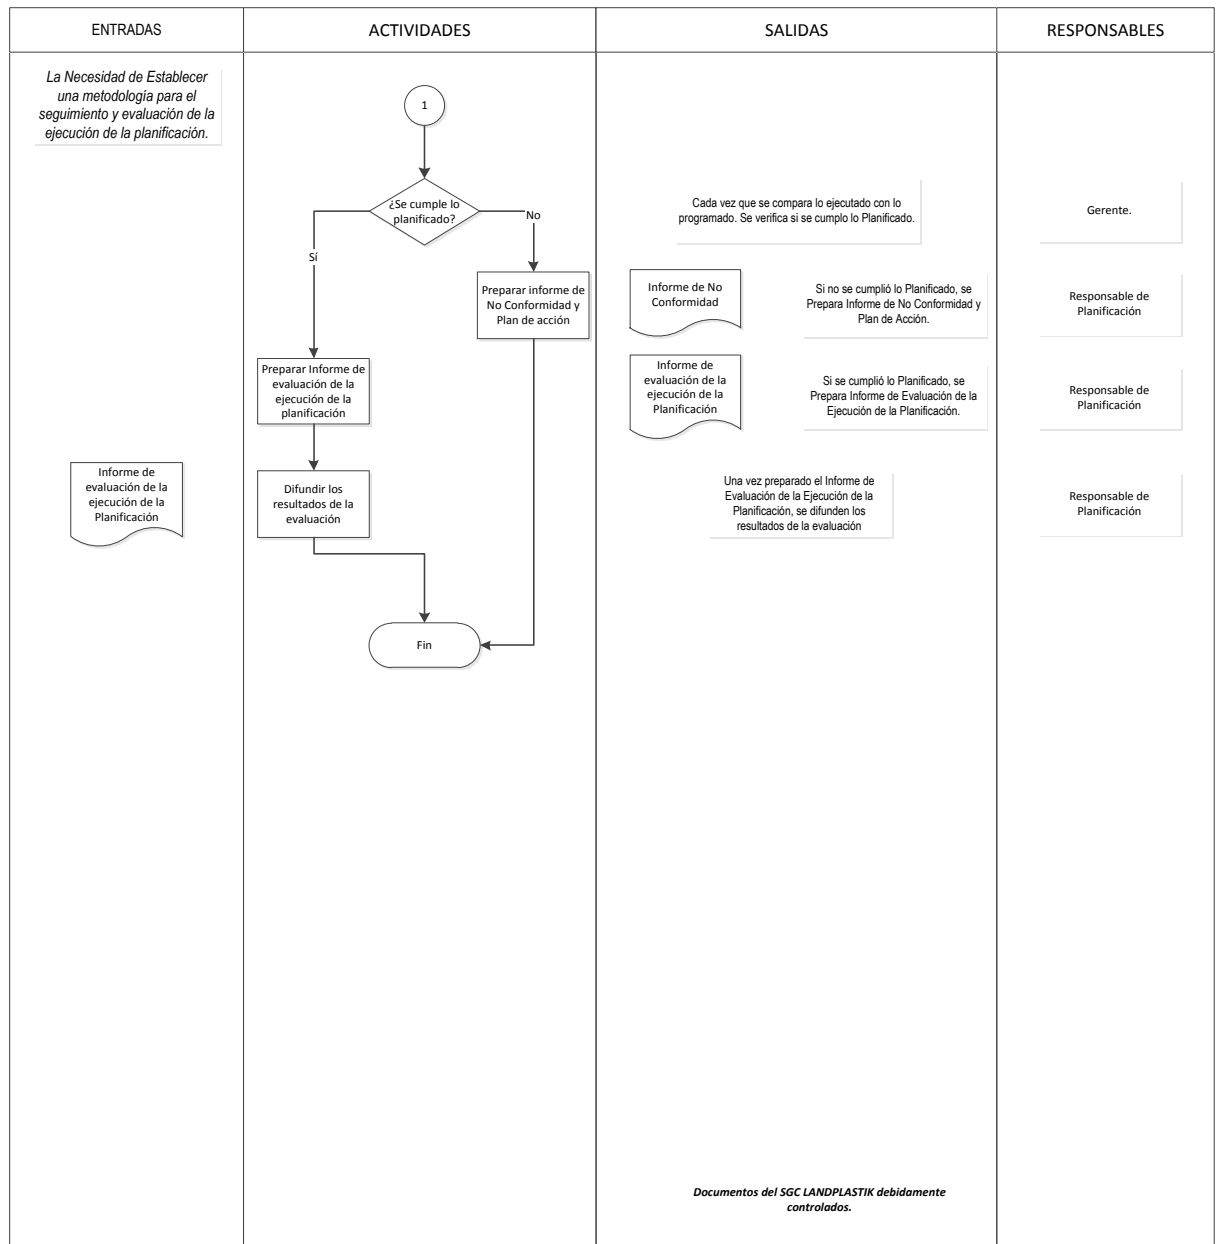 ENTRADAS
ACTIVIDADES
SALIDAS
RESPONSABLES
La Necesidad de Establecer
una metodología para el
seguimiento y evaluación de la
ejecución de la planificación.
1
¿Se cumple lo
planificado?
No
Sí
Cada vez que se compara lo ejecutado con lo
programado. Se verifica si se cumplo lo Planificado.
Gerente.
Preparar informe de
No Conformidad y
Plan de acción
Informe de No
Conformidad
Si no se cumplió lo Planificado, se
Prepara Informe de No Conformidad y
Plan de Acción.
Responsable de
Planificación
Preparar Informe de
evaluación de la
ejecución de la
planificación
Informe de
evaluación de la
ejecución de la
Planificación
Si se cumplió lo Planificado, se
Prepara Informe de Evaluación de la
Ejecución de la Planificación.
Responsable de
Planificación
Informe de
evaluación de la
ejecución de la
Planificación
Difundir los
resultados de la
evaluación
Una vez preparado el Informe de
Evaluación de la Ejecución de la
Planificación, se difunden los
resultados de la evaluación
Responsable de
Planificación
Fin
Documentos del SGC LANDPLASTIK debidamente
controlados.